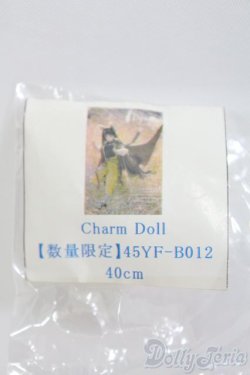 Charm Doll
【数量限定】45YF-B012
40cm
DollyTeria